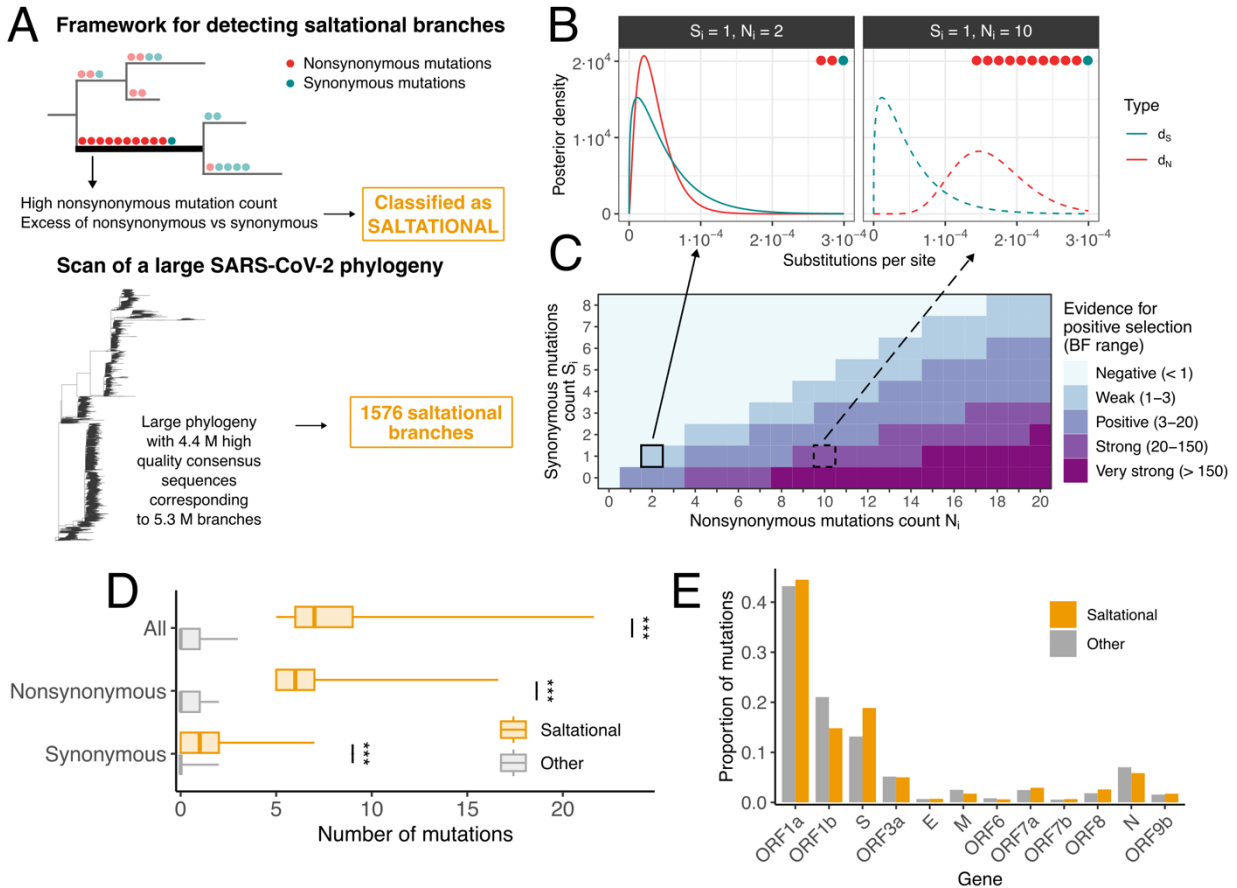 A
Framework for detecting saltational branches
Nonsynonymous mutations
Synonymous mutations
High nonsynonymous mutation count
Excess of nonsynonymous vs synonymous
Classified as
SALTATIONAL
Scan of a large SARS-CoV-2 phylogeny
Large phylogeny
with 4.4 M high
quality consensus
sequences
corresponding
to 5.3 M branches
1576 saltational
branches
B
Sᵢ = 1, Nᵢ = 2
Sᵢ = 1, Nᵢ = 10
Posterior density
2·10⁴
1·10⁴
0
0
1·10⁻⁴
2·10⁻⁴
3·10⁻⁴
0
1·10⁻⁴
2·10⁻⁴
3·10⁻⁴
Substitutions per site
Type
dS
dN
C
Synonymous mutations
count Sᵢ
8
7
6
5
4
3
2
1
0
0
2
4
6
8
10
12
14
16
18
20
Nonsynonymous mutations count Nᵢ
Evidence for
positive selection
(BF range)
Negative (< 1)
Weak (1–3)
Positive (3–20)
Strong (20–150)
Very strong (> 150)
D
All
Nonsynonymous
Synonymous
***
***
***
Saltational
Other
0
5
10
15
20
Number of mutations
E
Proportion of mutations
0.4
0.3
0.2
0.1
0.0
Saltational
Other
ORF1a
ORF1b
S
ORF3a
E
M
ORF6
ORF7a
ORF7b
ORF8
N
ORF9b
Gene